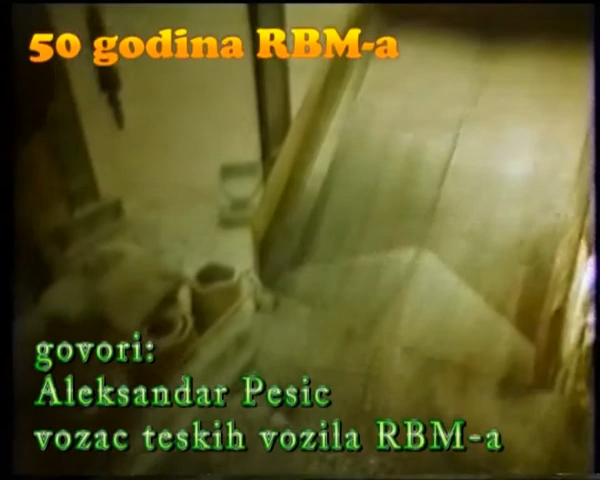 50 godina RBM-a
govori:
Aleksandar Pesic
vozac teskih vozila RBM-a